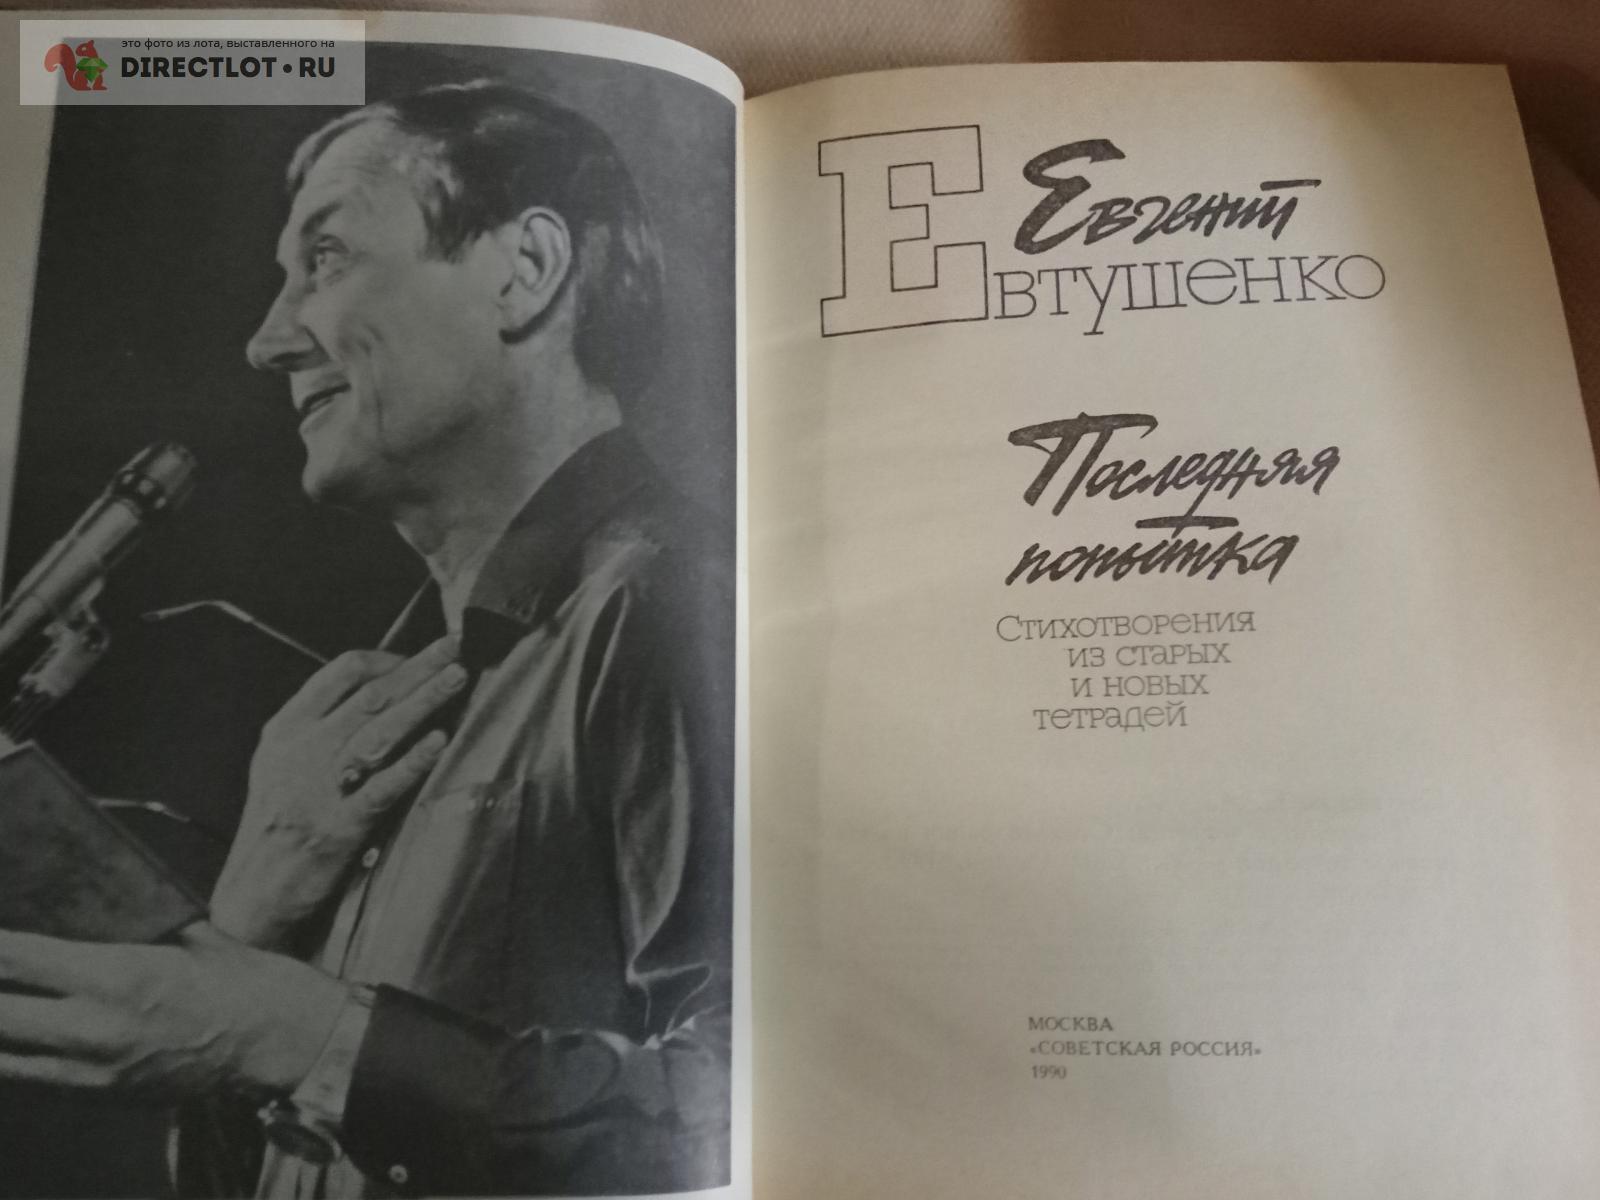 это фото из лота, выставленного на
DIRECTLOT•RU
Евгений
Евтушенко
Последняя
попытка
Стихотворения
из старых
и новых
тетрадей
МОСКВА
«СОВЕТСКАЯ РОССИЯ»
1990